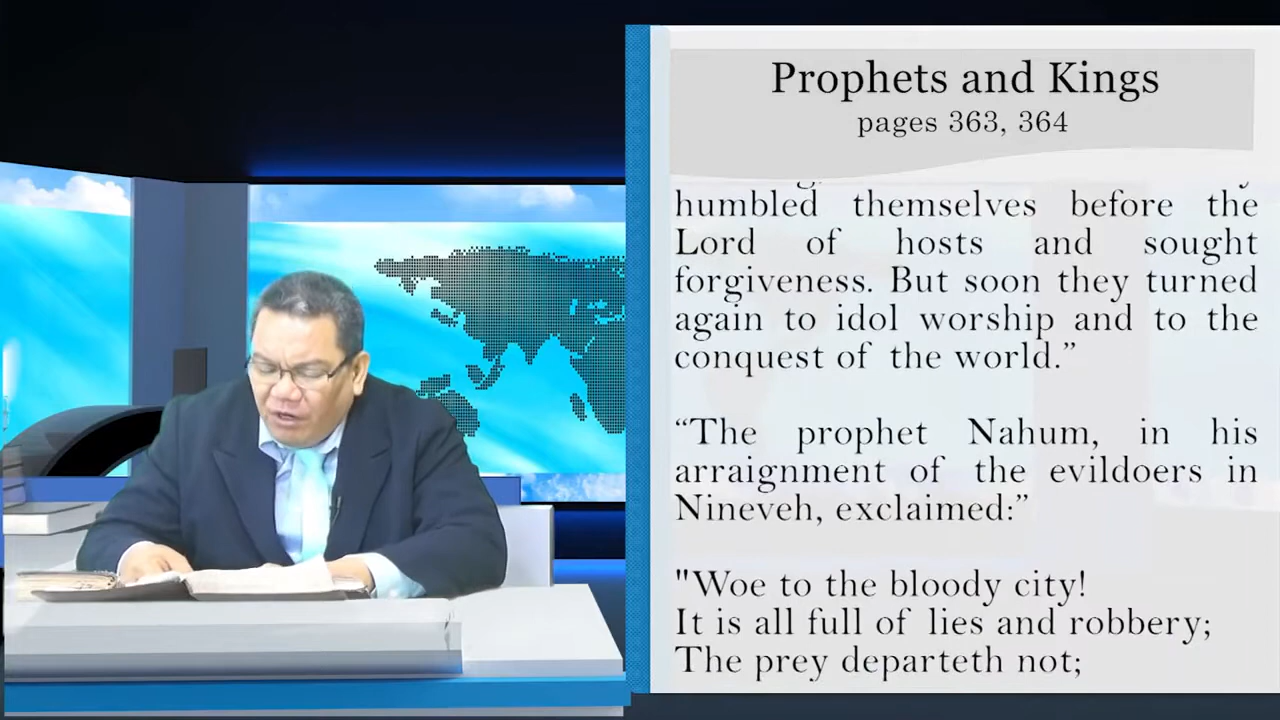 Prophets and Kings
pages 363, 364
humbled themselves before the
Lord of hosts and sought
forgiveness. But soon they turned
again to idol worship and to the
conquest of the world.”
“The prophet Nahum, in his
arraignment of the evildoers in
Nineveh, exclaimed:”
"Woe to the bloody city!
It is all full of lies and robbery;
The prey departeth not;